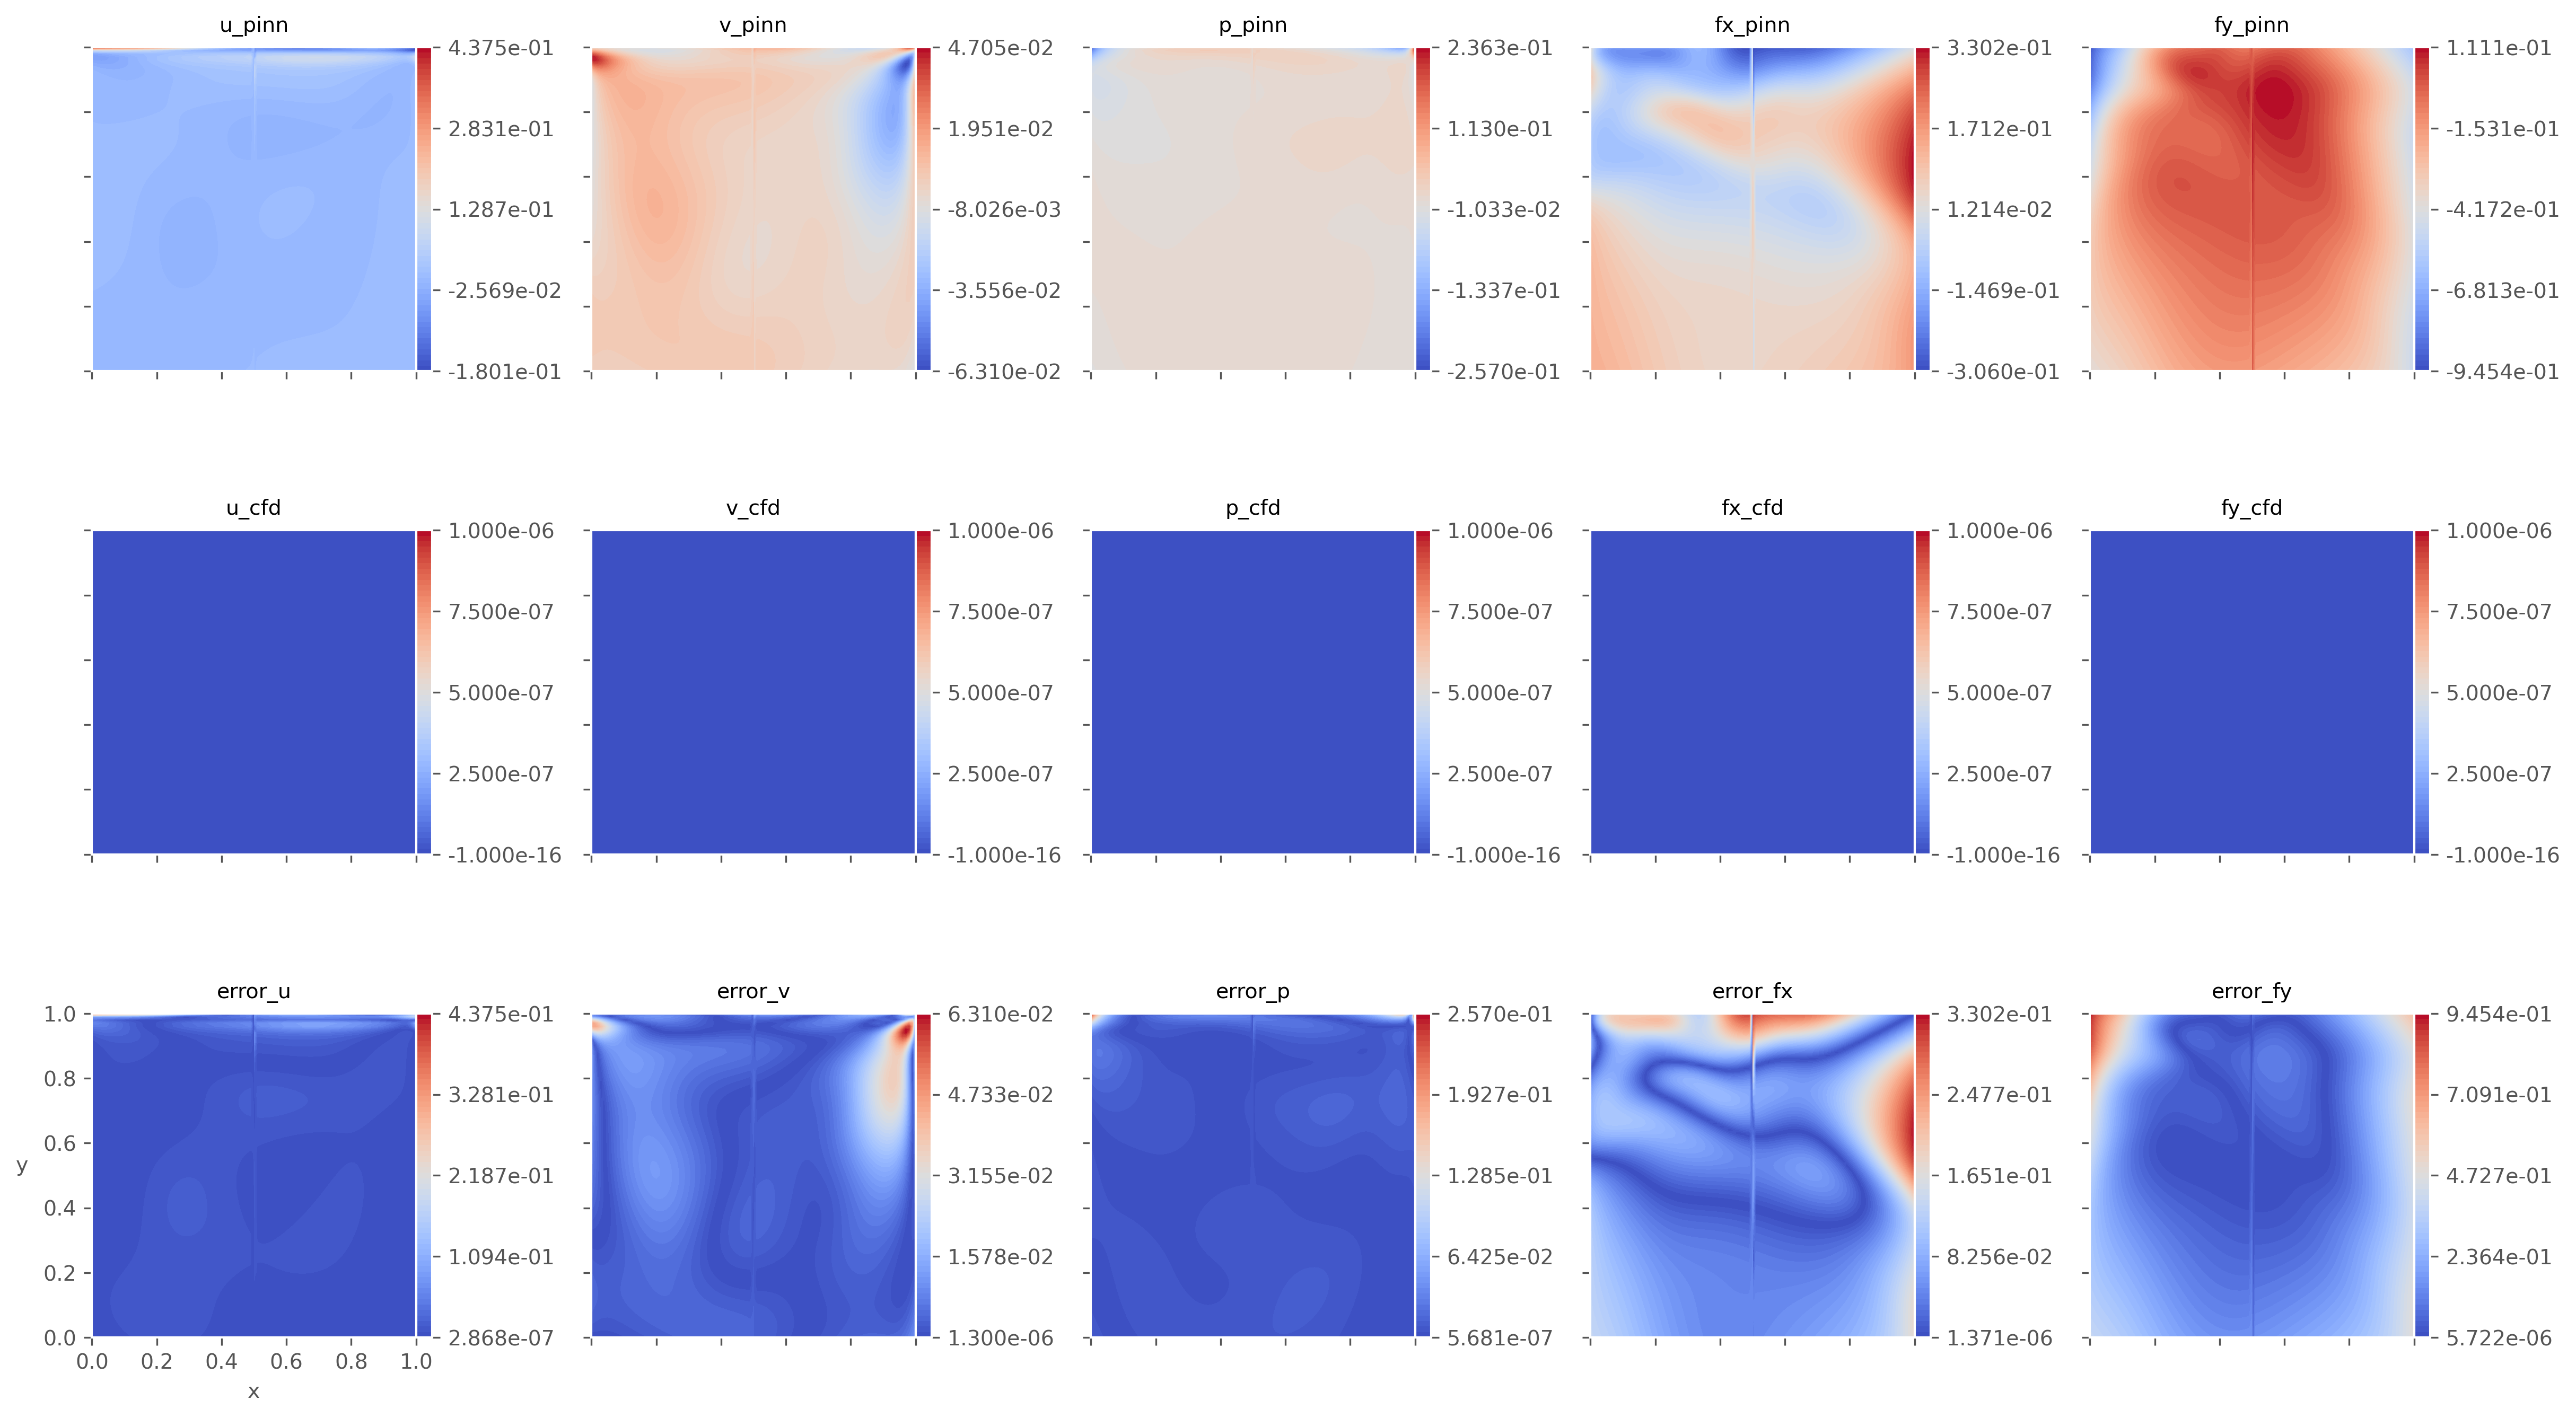 u_pinn
4.375e-01
2.831e-01
1.287e-01
-2.569e-02
-1.801e-01
v_pinn
4.705e-02
1.951e-02
-8.026e-03
-3.556e-02
-6.310e-02
p_pinn
2.363e-01
1.130e-01
-1.033e-02
-1.337e-01
-2.570e-01
fx_pinn
3.302e-01
1.712e-01
1.214e-02
-1.469e-01
-3.060e-01
fy_pinn
1.111e-01
-1.531e-01
-4.172e-01
-6.813e-01
-9.454e-01
u_cfd
1.000e-06
7.500e-07
5.000e-07
2.500e-07
-1.000e-16
v_cfd
1.000e-06
7.500e-07
5.000e-07
2.500e-07
-1.000e-16
p_cfd
1.000e-06
7.500e-07
5.000e-07
2.500e-07
-1.000e-16
fx_cfd
1.000e-06
7.500e-07
5.000e-07
2.500e-07
-1.000e-16
fy_cfd
1.000e-06
7.500e-07
5.000e-07
2.500e-07
-1.000e-16
error_u
1.0
0.8
0.6
0.4
0.2
0.0
y
0.0 0.2 0.4 0.6 0.8 1.0
x
4.375e-01
3.281e-01
2.187e-01
1.094e-01
2.868e-07
error_v
6.310e-02
4.733e-02
3.155e-02
1.578e-02
1.300e-06
error_p
2.570e-01
1.927e-01
1.285e-01
6.425e-02
5.681e-07
error_fx
3.302e-01
2.477e-01
1.651e-01
8.256e-02
1.371e-06
error_fy
9.454e-01
7.091e-01
4.727e-01
2.364e-01
5.722e-06